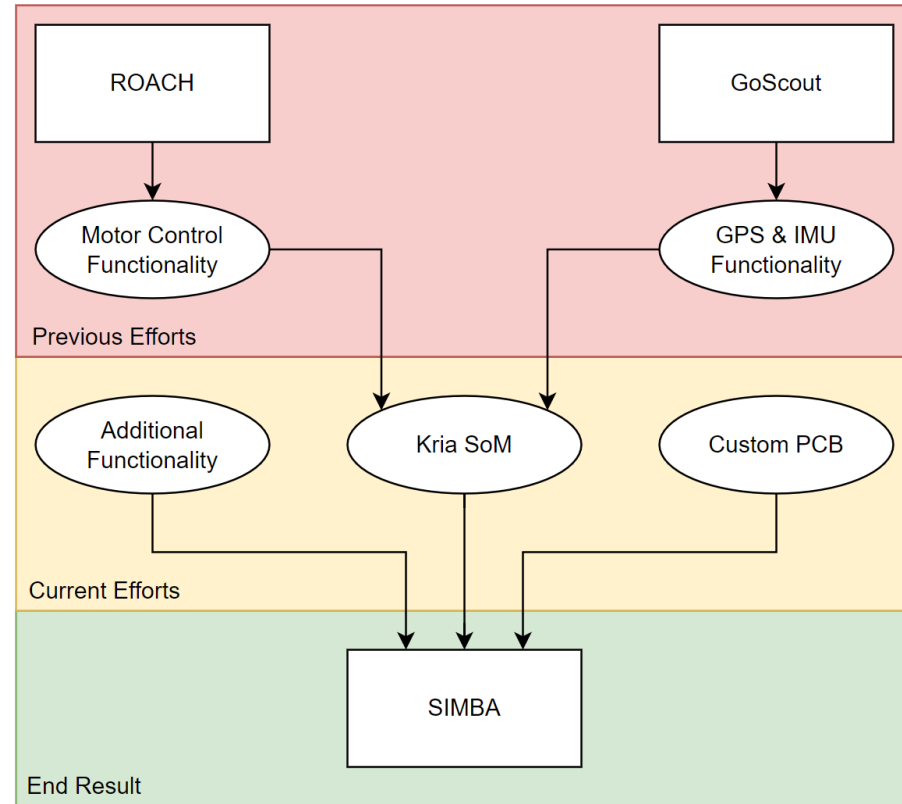 ROACH
GoScout
Motor Control
Functionality
GPS & IMU
Functionality
Previous Efforts
Additional
Functionality
Kria SoM
Custom PCB
Current Efforts
SIMBA
End Result